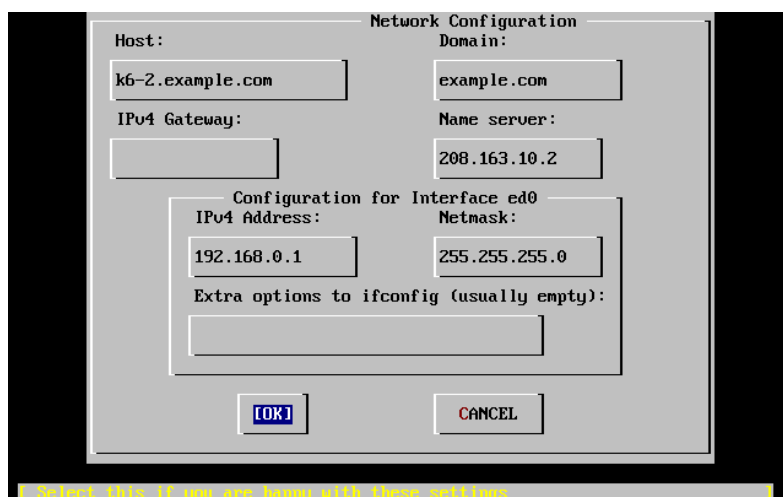 Network Configuration
Host: Domain:
k6-2.example.com example.com
IPv4 Gateway: Name server:
208.163.10.2
Configuration for Interface ed0
IPv4 Address: Netmask:
192.168.0.1 255.255.255.0
Extra options to ifconfig (usually empty):
[OK] CANCEL
[ Select this if you are happy with these settings ]